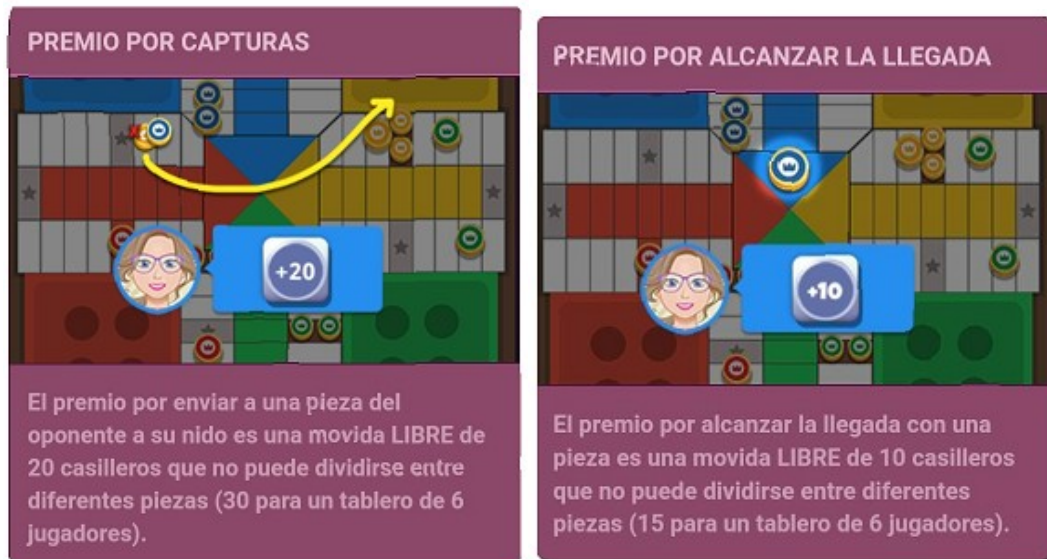 PREMIO POR CAPTURAS
+20
El premio por enviar a una pieza del
oponente a su nido es una movida LIBRE de
20 casilleros que no puede dividirse entre
diferentes piezas (30 para un tablero de 6
jugadores).
PREMIO POR ALCANZAR LA LLEGADA
+10
El premio por alcanzar la llegada con una
pieza es una movida LIBRE de 10 casilleros
que no puede dividirse entre diferentes
piezas (15 para un tablero de 6 jugadores).